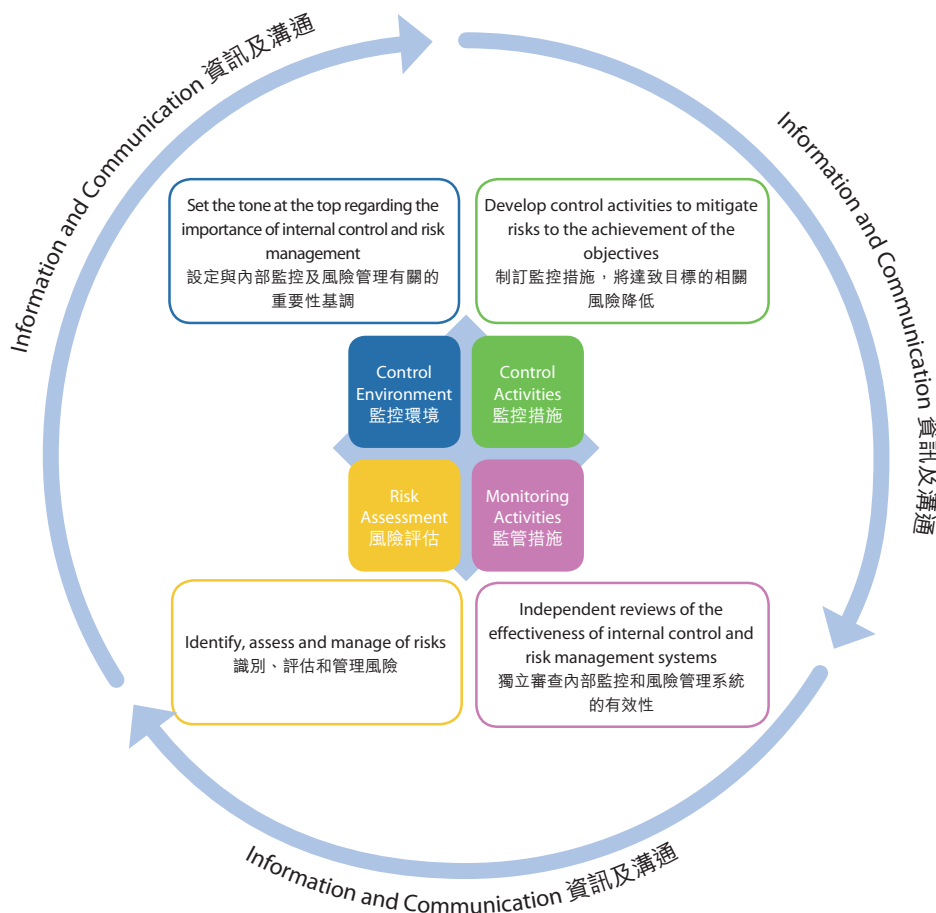 Information and Communication 資訊及溝通
Information and Communication 資訊及溝通
Set the tone at the top regarding the
importance of internal control and risk
management
設定與內部監控及風險管理有關的
重要性基調
Develop control activities to mitigate
risks to the achievement of the
objectives
制訂監控措施，將達致目標的相關
風險降低
Control
Environment
監控環境
Control
Activities
監控措施
Risk
Assessment
風險評估
Monitoring
Activities
監管措施
Identify, assess and manage of risks
識別、評估和管理風險
Independent reviews of the
effectiveness of internal control and
risk management systems
獨立審查內部監控和風險管理系統
的有效性
Information and Communication 資訊及溝通